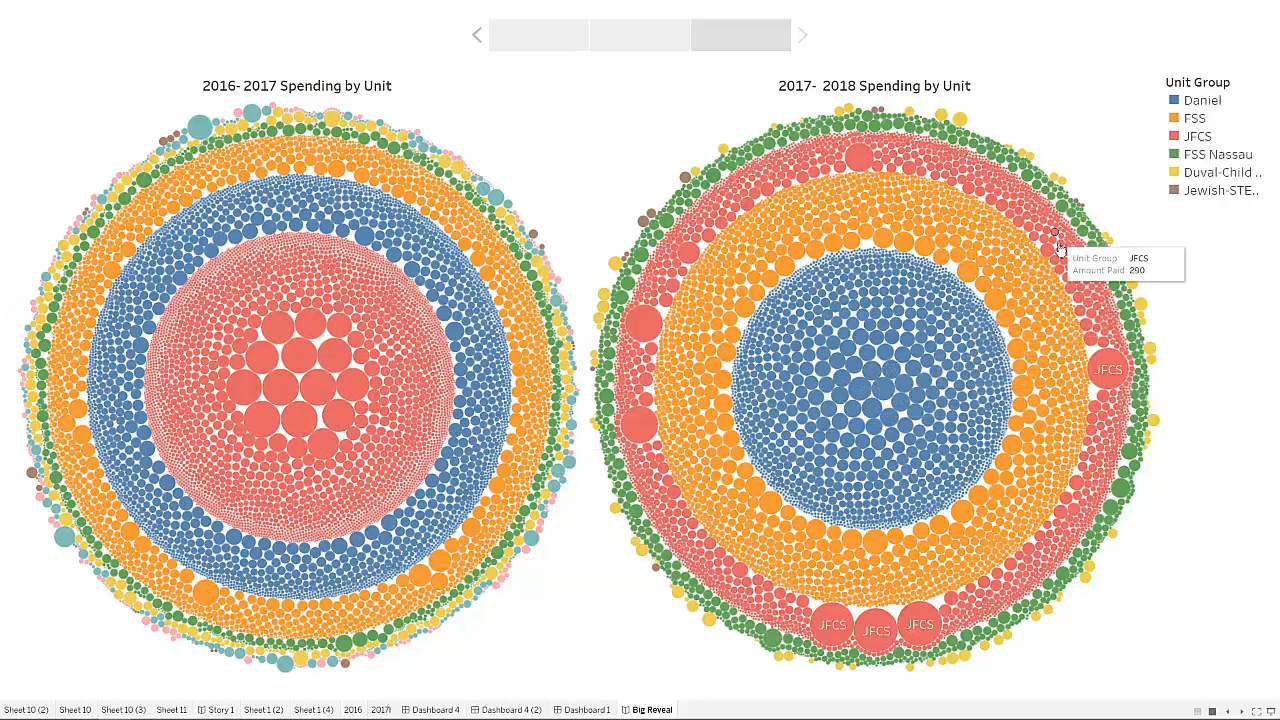 2016- 2017 Spending by Unit
2017- 2018 Spending by Unit
Unit Group
Daniel
FSS
JFCS
FSS Nassau
Duval-Child ..
Jewish-STE..
Unit Group: JFCS
Amount Paid: 290
JFCS
JFCS
JFCS
JFCS
Sheet 10 (2) Sheet 10 Sheet 10 (3) Sheet 11 Story 1 Sheet 1 (2) Sheet 1 (4) 2016 2017! Dashboard 4 Dashboard 4 (2) Dashboard 1 Big Reveal